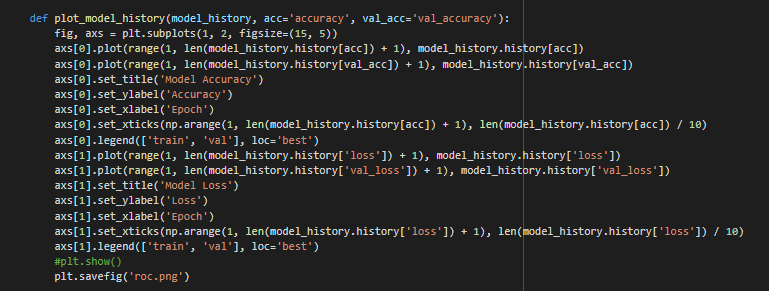 def plot_model_history(model_history, acc='accuracy', val_acc='val_accuracy'):
    fig, axs = plt.subplots(1, 2, figsize=(15, 5))
    axs[0].plot(range(1, len(model_history.history[acc]) + 1), model_history.history[acc])
    axs[0].plot(range(1, len(model_history.history[val_acc]) + 1), model_history.history[val_acc])
    axs[0].set_title('Model Accuracy')
    axs[0].set_ylabel('Accuracy')
    axs[0].set_xlabel('Epoch')
    axs[0].set_xticks(np.arange(1, len(model_history.history[acc]) + 1), len(model_history.history[acc]) / 10)
    axs[0].legend(['train', 'val'], loc='best')
    axs[1].plot(range(1, len(model_history.history['loss']) + 1), model_history.history['loss'])
    axs[1].plot(range(1, len(model_history.history['val_loss']) + 1), model_history.history['val_loss'])
    axs[1].set_title('Model Loss')
    axs[1].set_ylabel('Loss')
    axs[1].set_xlabel('Epoch')
    axs[1].set_xticks(np.arange(1, len(model_history.history['loss']) + 1), len(model_history.history['loss']) / 10)
    axs[1].legend(['train', 'val'], loc='best')
    #plt.show()
    plt.savefig('roc.png')